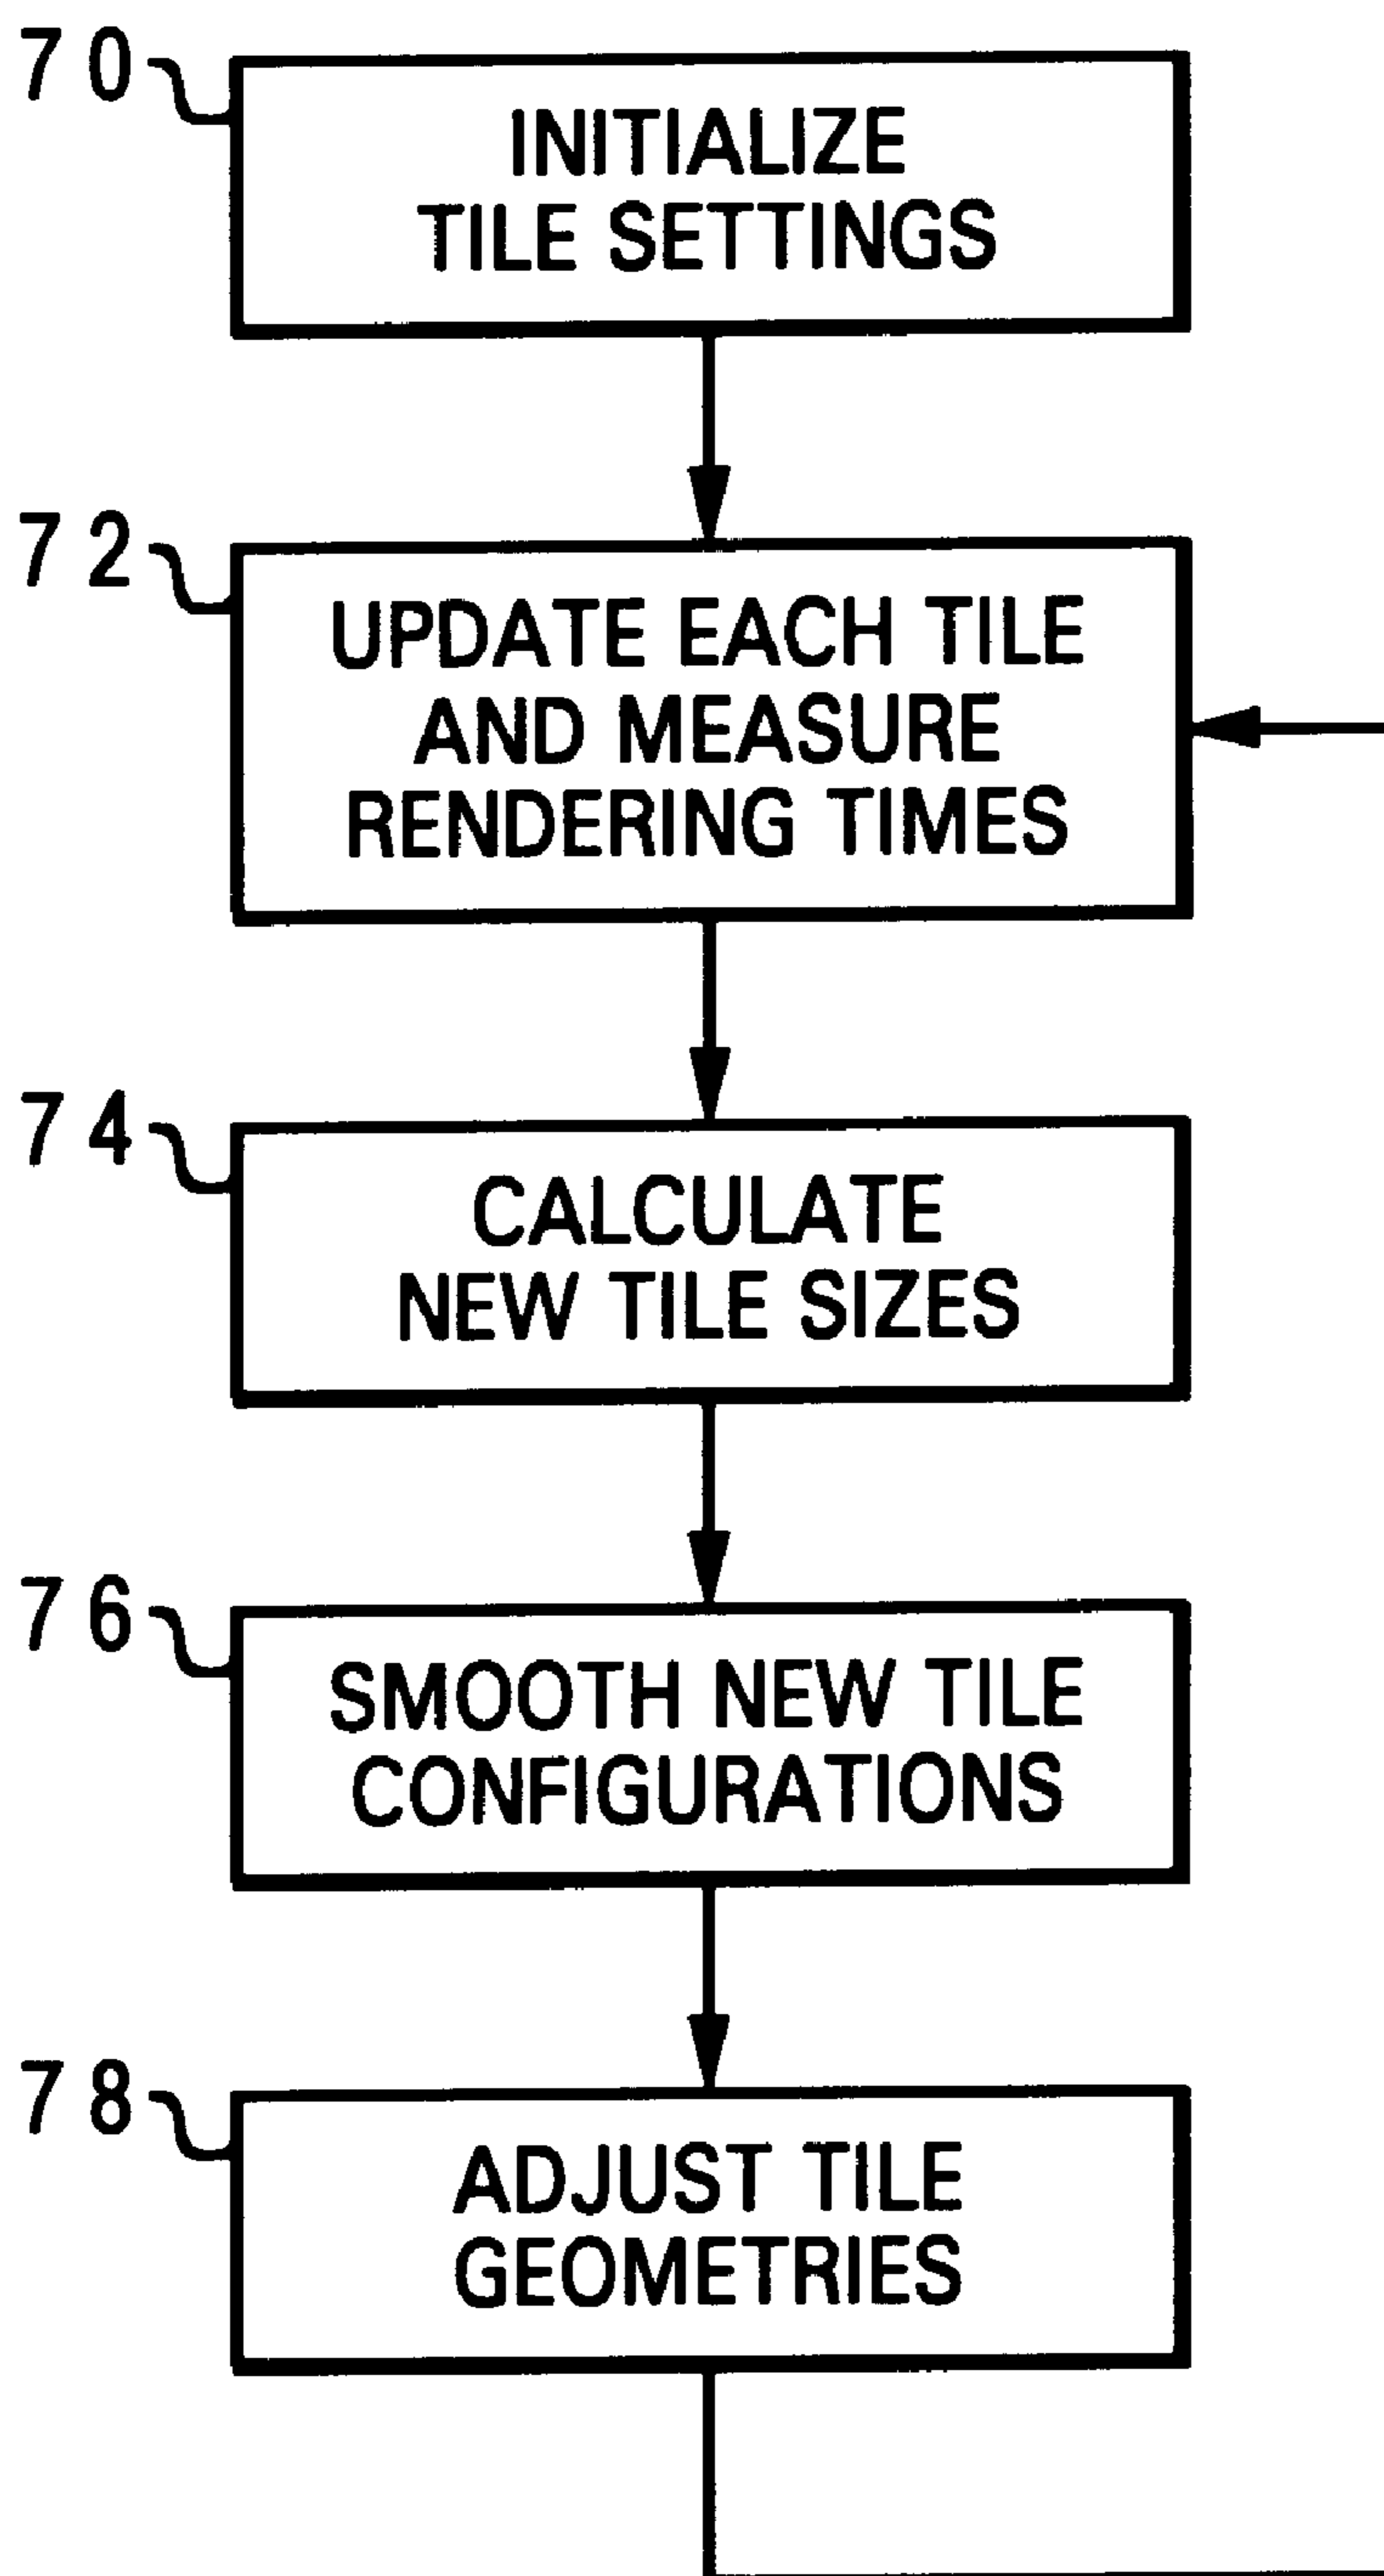 70
INITIALIZE
TILE SETTINGS
72
UPDATE EACH TILE
AND MEASURE
RENDERING TIMES
74
CALCULATE
NEW TILE SIZES
76
SMOOTH NEW TILE
CONFIGURATIONS
78
ADJUST TILE
GEOMETRIES